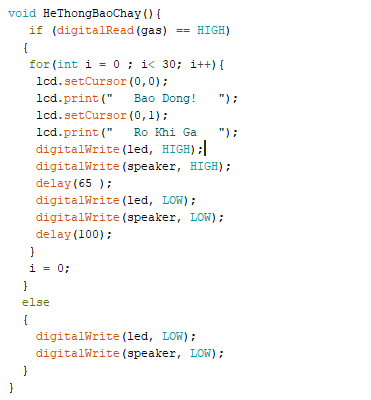 void HeThongBaoChay(){
if (digitalRead(gas) == HIGH)
{
for(int i = 0 ; i< 30; i++){
lcd.setCursor(0,0);
lcd.print("   Bao Dong!   ");
lcd.setCursor(0,1);
lcd.print("   Ro Khi Ga   ");
digitalWrite(led, HIGH);
digitalWrite(speaker, HIGH);
delay(65 );
digitalWrite(led, LOW);
digitalWrite(speaker, LOW);
delay(100);
}
i = 0;
}
else
{
digitalWrite(led, LOW);
digitalWrite(speaker, LOW);
}
}